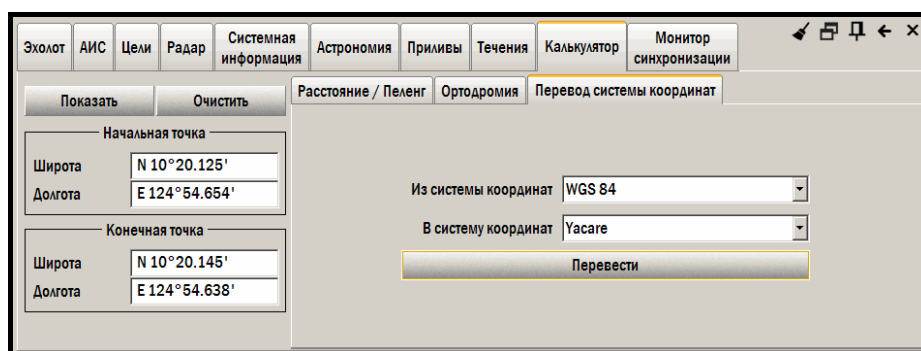 Эхолот АИС Цели Радар Системная информация Астрономия Приливы Течения Калькулятор Монитор синхронизации
Показать Очистить
Расстояние / Пеленг Ортодромия Перевод системы координат
Начальная точка
Широта N 10°20.125'
Долгота E 124°54.654'
Конечная точка
Широта N 10°20.145'
Долгота E 124°54.638'
Из системы координат WGS 84
В систему координат Yacare
Перевести